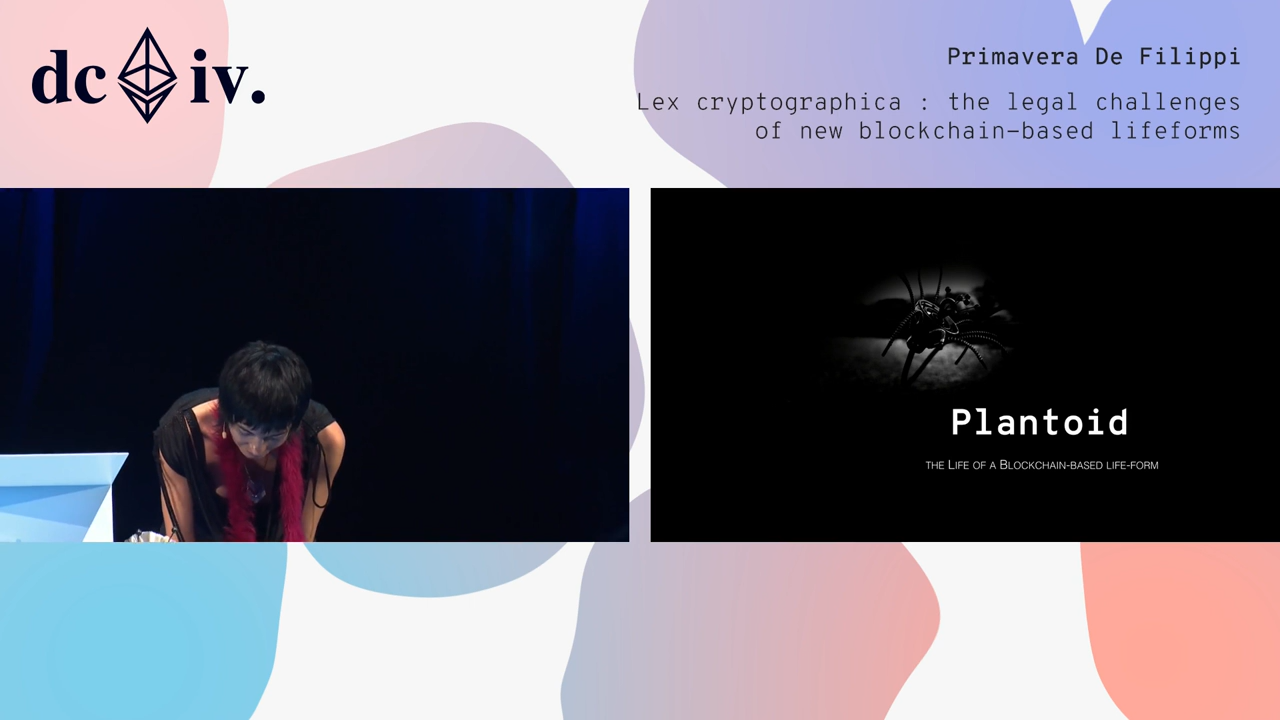 dc iv.
Primavera De Filippi
Lex cryptographica : the legal challenges
of new blockchain-based lifeforms
Plantoid
THE LIFE OF A BLOCKCHAIN-BASED LIFE-FORM